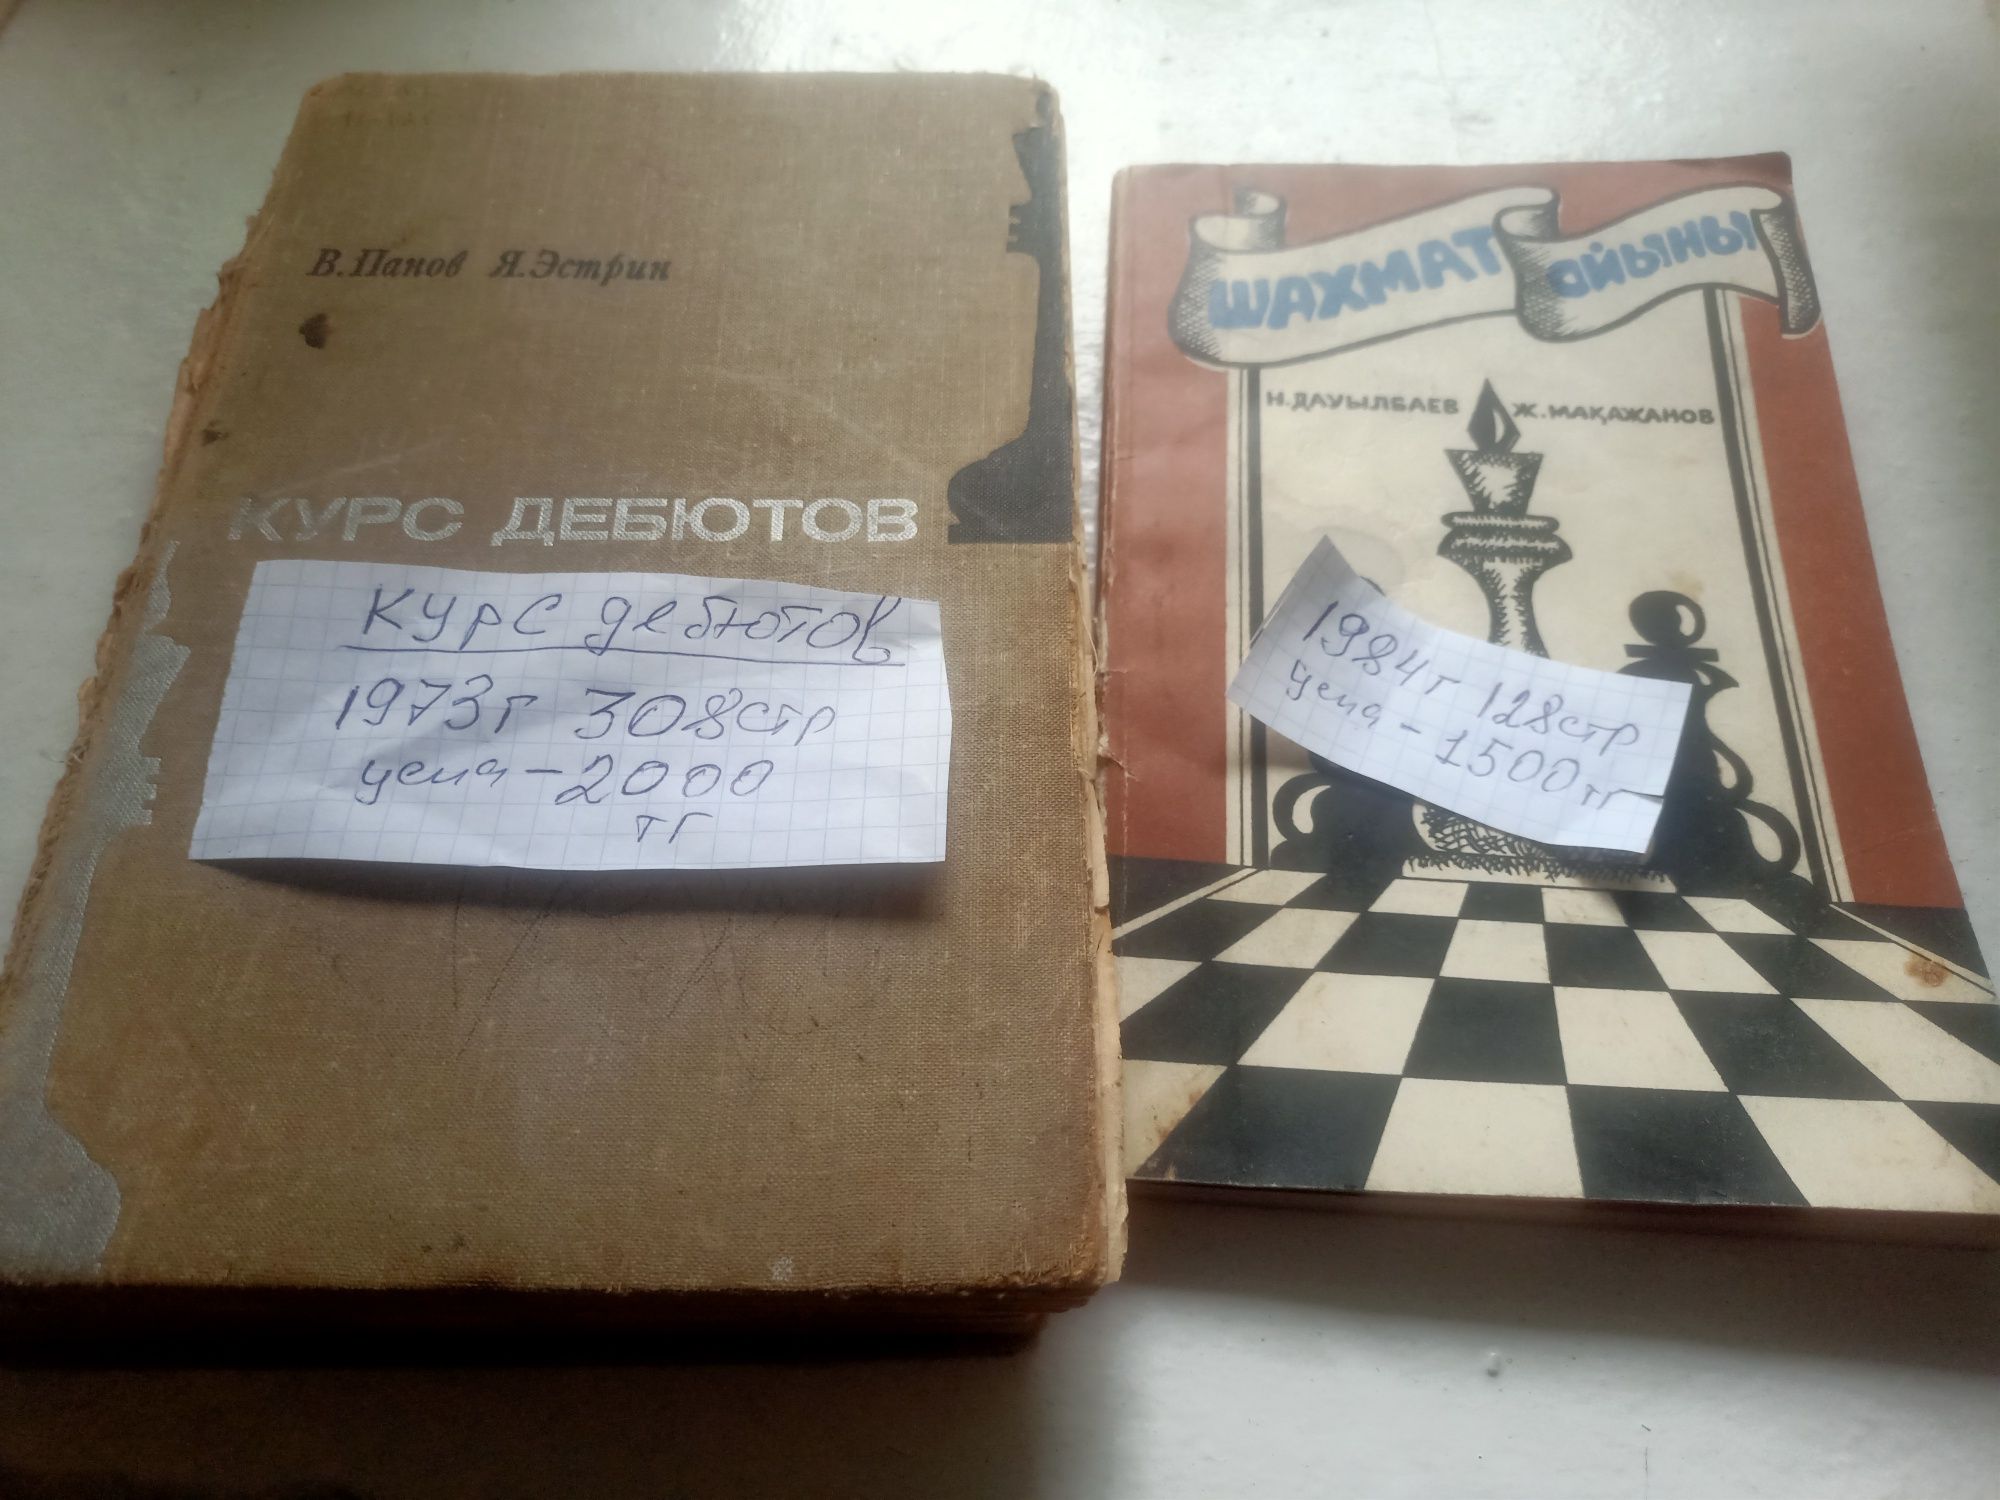 В.Панов Я.Эстрин
КУРС ДЕБЮТОВ
Курс дебютов
1973г 308стр
цена - 2000
тг
ШАХМАТ ОЙЫНЫ
Н.ДАУЫЛБАЕВ Ж.МАҚАЖАНОВ
1984г 128стр
цена - 1500тг